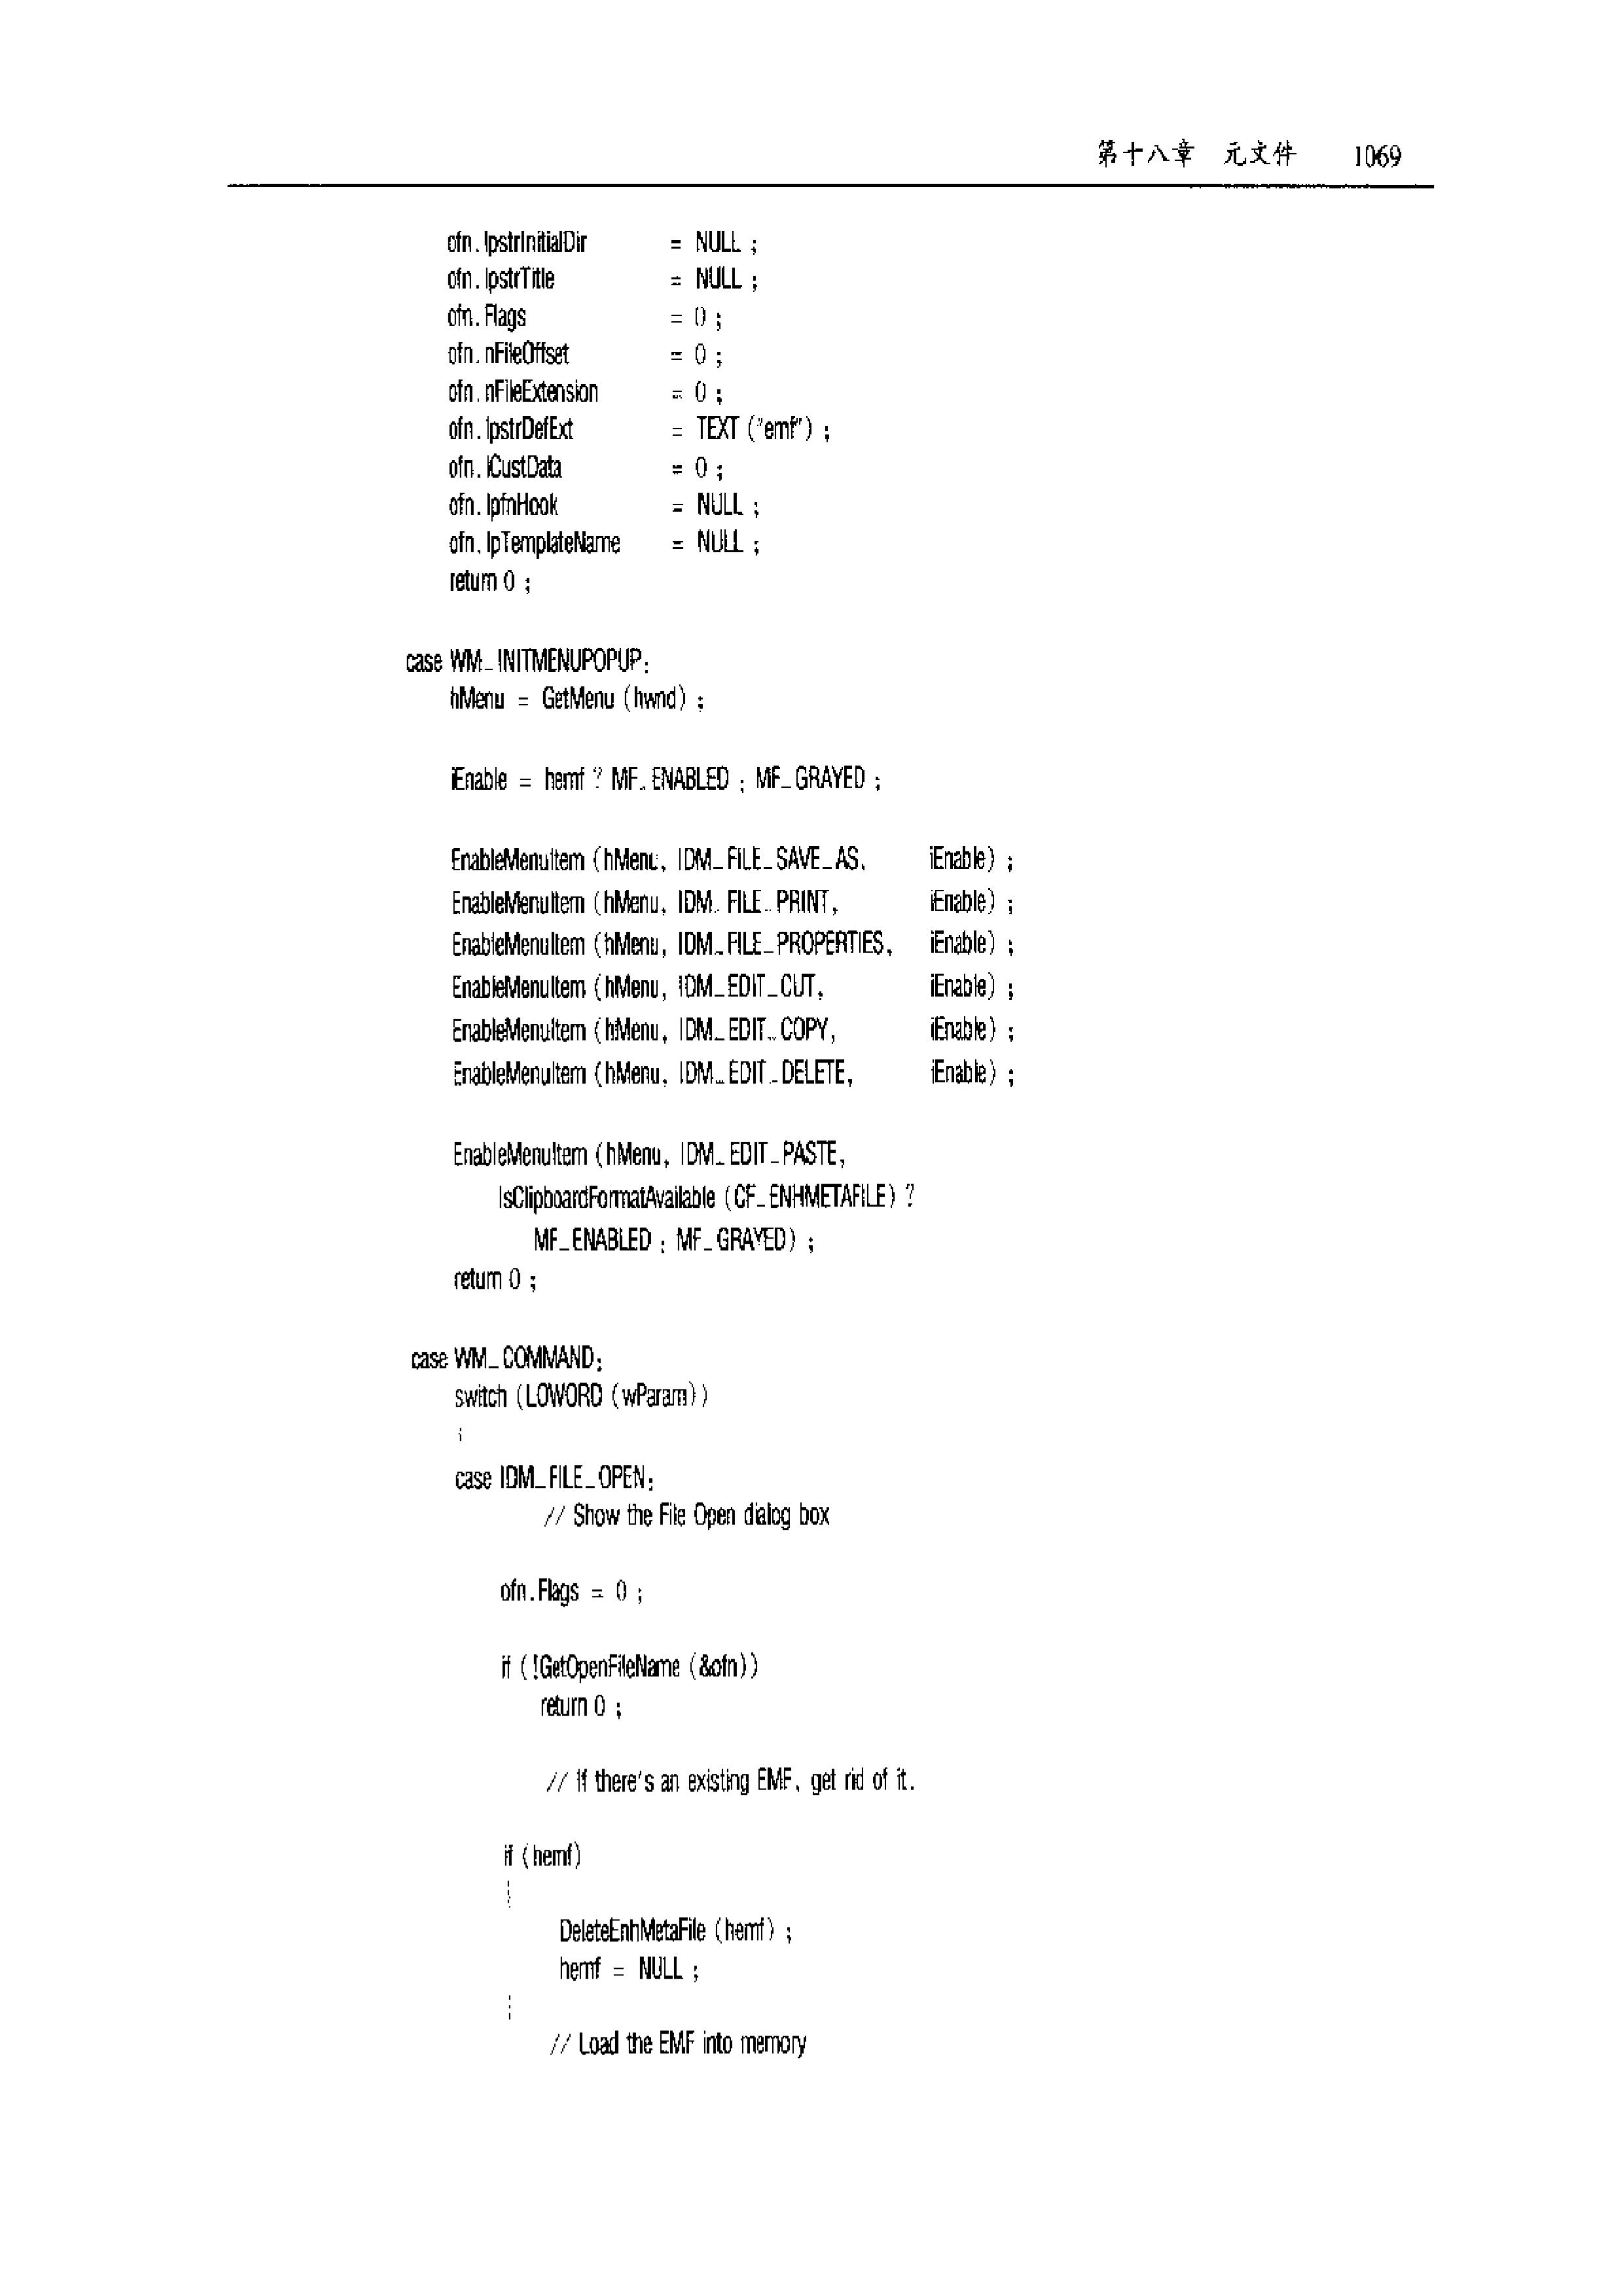 第十八章 元文件 1069
ofn.lpstrInitialDir = NULL ;
ofn.lpstrTitle = NULL ;
ofn.Flags = 0 ;
ofn.nFileOffset = 0 ;
ofn.nFileExtension = 0 ;
ofn.lpstrDefExt = TEXT ("emf") ;
ofn.lCustData = 0 ;
ofn.lpfnHook = NULL ;
ofn.lpTemplateName = NULL ;
return 0 ;
case WM_INITMENUPOPUP:
hMenu = GetMenu (hwnd) ;
iEnable = hemf ? MF_ENABLED : MF_GRAYED ;
EnableMenuItem (hMenu, IDM_FILE_SAVE_AS, iEnable) ;
EnableMenuItem (hMenu, IDM_FILE_PRINT, iEnable) ;
EnableMenuItem (hMenu, IDM_FILE_PROPERTIES, iEnable) ;
EnableMenuItem (hMenu, IDM_EDIT_CUT, iEnable) ;
EnableMenuItem (hMenu, IDM_EDIT_COPY, iEnable) ;
EnableMenuItem (hMenu, IDM_EDIT_DELETE, iEnable) ;
EnableMenuItem (hMenu, IDM_EDIT_PASTE,
IsClipboardFormatAvailable (CF_ENHMETAFILE) ?
MF_ENABLED : MF_GRAYED) ;
return 0 ;
case WM_COMMAND:
switch (LOWORD (wParam))
{
case IDM_FILE_OPEN:
// Show the File Open dialog box
ofn.Flags = 0 ;
if (!GetOpenFileName (&ofn))
return 0 ;
// If there's an existing EMF, get rid of it.
if (hemf)
{
DeleteEnhMetaFile (hemf) ;
hemf = NULL ;
}
// Load the EMF into memory